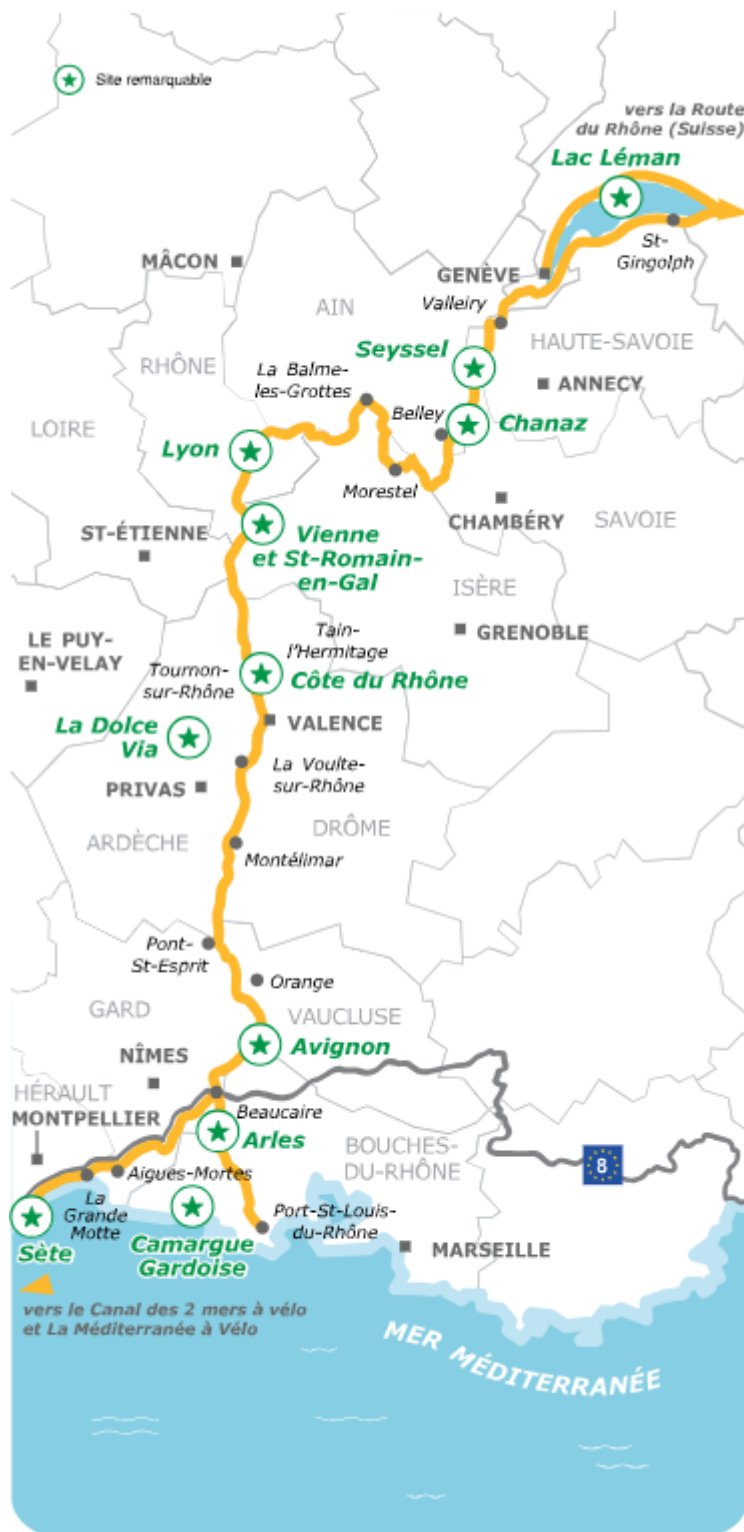 Site remarquable
vers la Route
du Rhône (Suisse)
Lac Léman
St-
Gingolph
MÂCON
GENÈVE
AIN
Valleiry
HAUTE-SAVOIE
Seyssel
RHÔNE
La Balme-
les-Grottes
ANNECY
Belley
Chanaz
LOIRE
Lyon
Morestel
CHAMBÉRY
SAVOIE
ST-ÉTIENNE
Vienne
et St-Romain-
en-Gal
ISÈRE
LE PUY-
EN-VELAY
Tain-
l'Hermitage
GRENOBLE
Tournon-
sur-Rhône
Côte du Rhône
La Dolce
Via
VALENCE
PRIVAS
La Voulte-
sur-Rhône
ARDÈCHE
DRÔME
Montélimar
Pont-
St-Esprit
Orange
GARD
VAUCLUSE
Avignon
NÎMES
HÉRAULT
MONTPELLIER
Beaucaire
Arles
BOUCHES-
DU-RHÔNE
8
Aigues-Mortes
La
Grande
Motte
Port-St-Louis-
du-Rhône
Sète
Camargue
Gardoise
MARSEILLE
vers le Canal des 2 mers à vélo
et La Méditerranée à Vélo
MER MÉDITERRANÉE